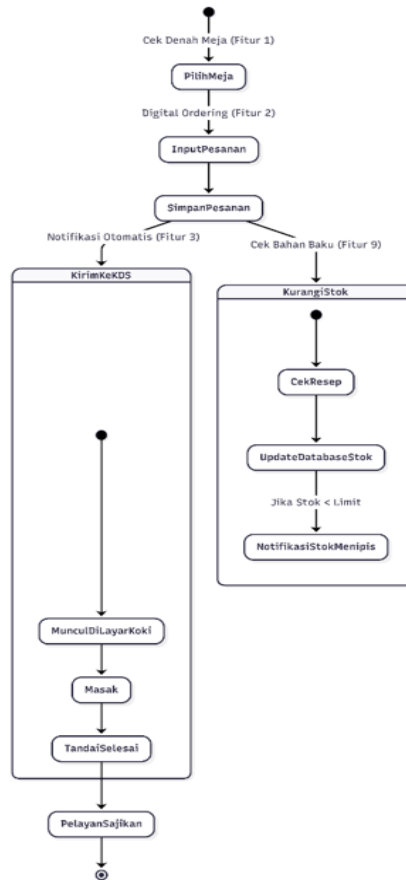 Cek Denah Meja (Fitur 1)
PilihMeja
Digital Ordering (Fitur 2)
InputPesanan
SimpanPesanan
Notifikasi Otomatis (Fitur 3)
Cek Bahan Baku (Fitur 9)
KirimKeKDS
KurangiStok
CekResep
UpdateDatabaseStok
Jika Stok < Limit
NotifikasiStokMenipis
MunculDiLayarKoki
Masak
TandaiSelesai
PelayanSajikan